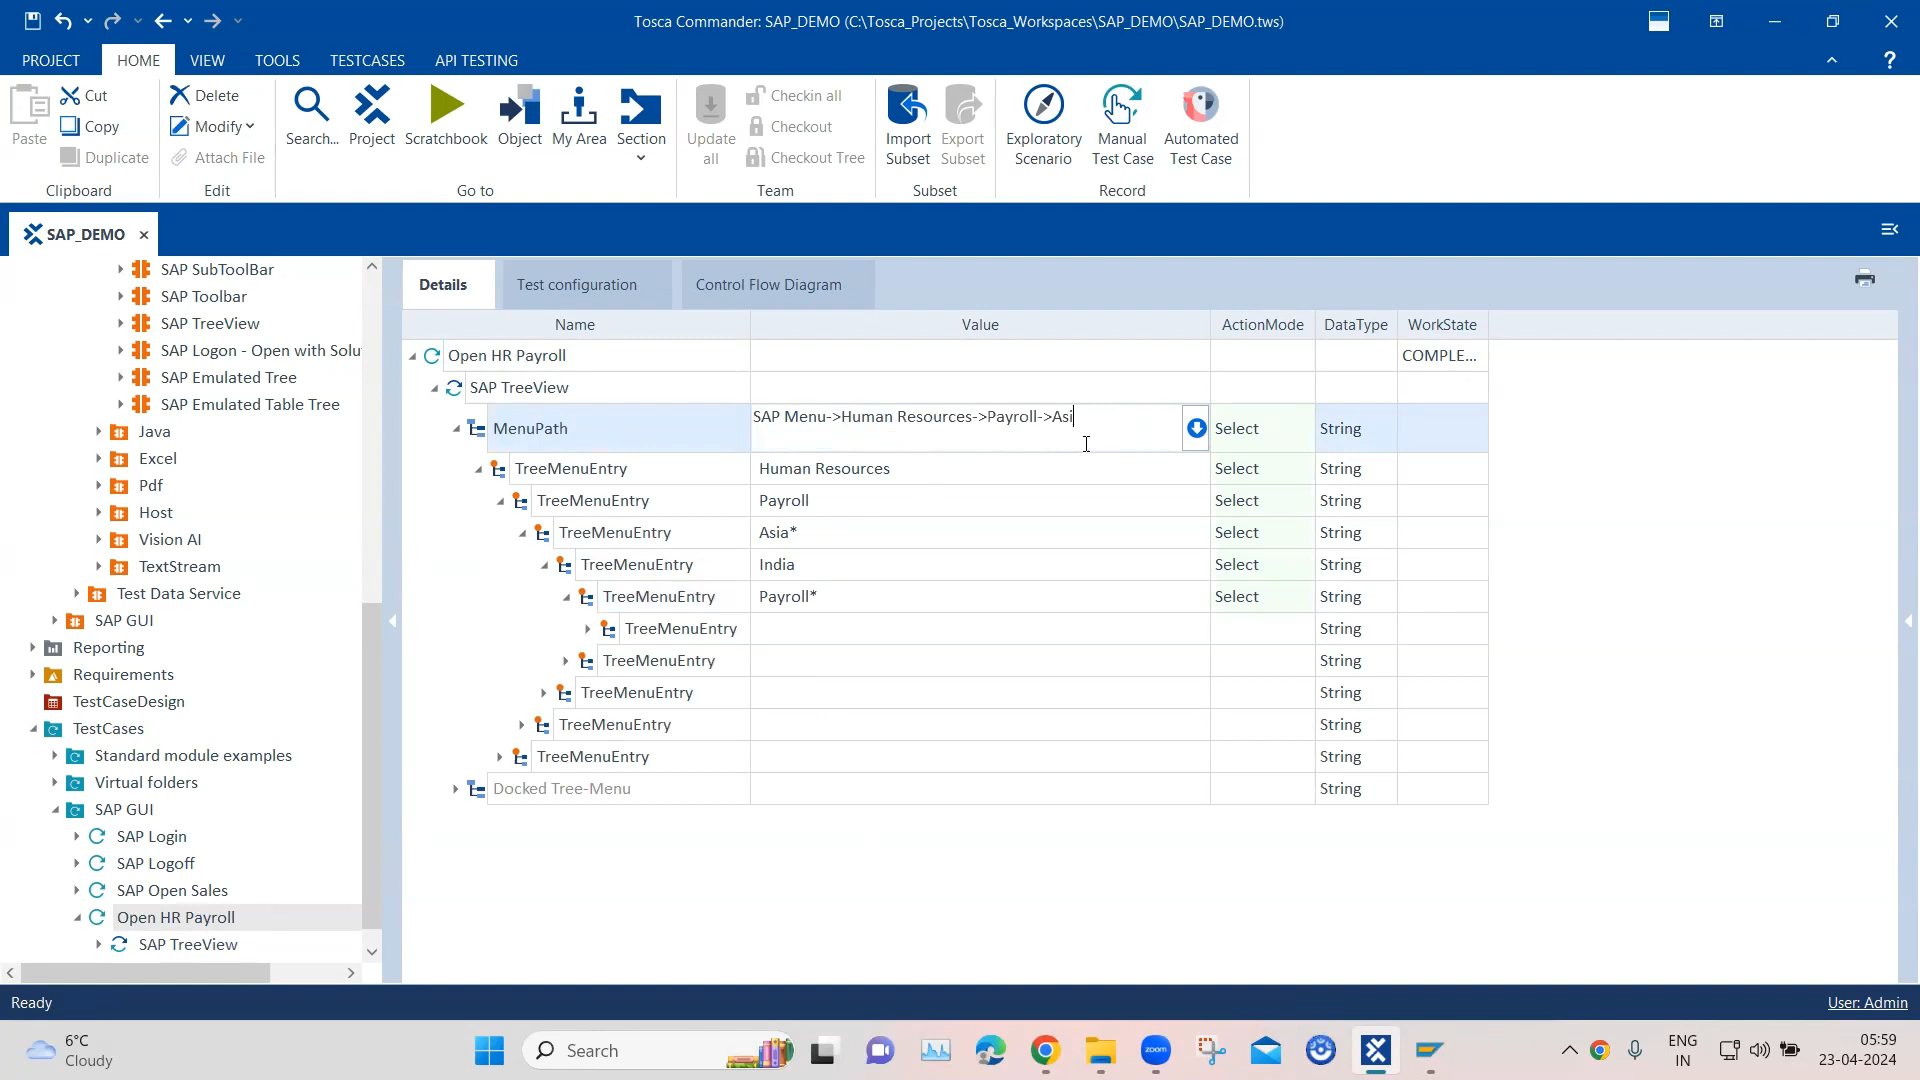 Tosca Commander: SAP_DEMO (C:\Tosca_Projects\Tosca_Workspaces\SAP_DEMO\SAP_DEMO.tws)
PROJECT HOME VIEW TOOLS TESTCASES API TESTING
Paste Cut Copy Duplicate
Delete Modify Attach File
Search... Project Scratchbook Object My Area Section
Update all Checkin all Checkout Checkout Tree
Import Subset Export Subset
Exploratory Scenario Manual Test Case Automated Test Case
Clipboard Edit Go to Team Subset Record
SAP_DEMO
SAP SubToolBar
SAP Toolbar
SAP TreeView
SAP Logon - Open with Solu
SAP Emulated Tree
SAP Emulated Table Tree
Java
Excel
Pdf
Host
Vision AI
TextStream
Test Data Service
SAP GUI
Reporting
Requirements
TestCaseDesign
TestCases
Standard module examples
Virtual folders
SAP GUI
SAP Login
SAP Logoff
SAP Open Sales
Open HR Payroll
SAP TreeView
Details Test configuration Control Flow Diagram
Name Value ActionMode DataType WorkState
Open HR Payroll COMPLE...
SAP TreeView
MenuPath SAP Menu->Human Resources->Payroll->Asi Select String
TreeMenuEntry Human Resources Select String
TreeMenuEntry Payroll Select String
TreeMenuEntry Asia* Select String
TreeMenuEntry India Select String
TreeMenuEntry Payroll* Select String
TreeMenuEntry String
TreeMenuEntry String
TreeMenuEntry String
TreeMenuEntry String
TreeMenuEntry String
Docked Tree-Menu String
Ready User: Admin
6°C
Cloudy
Search
zoom
ENG
IN
05:59
23-04-2024